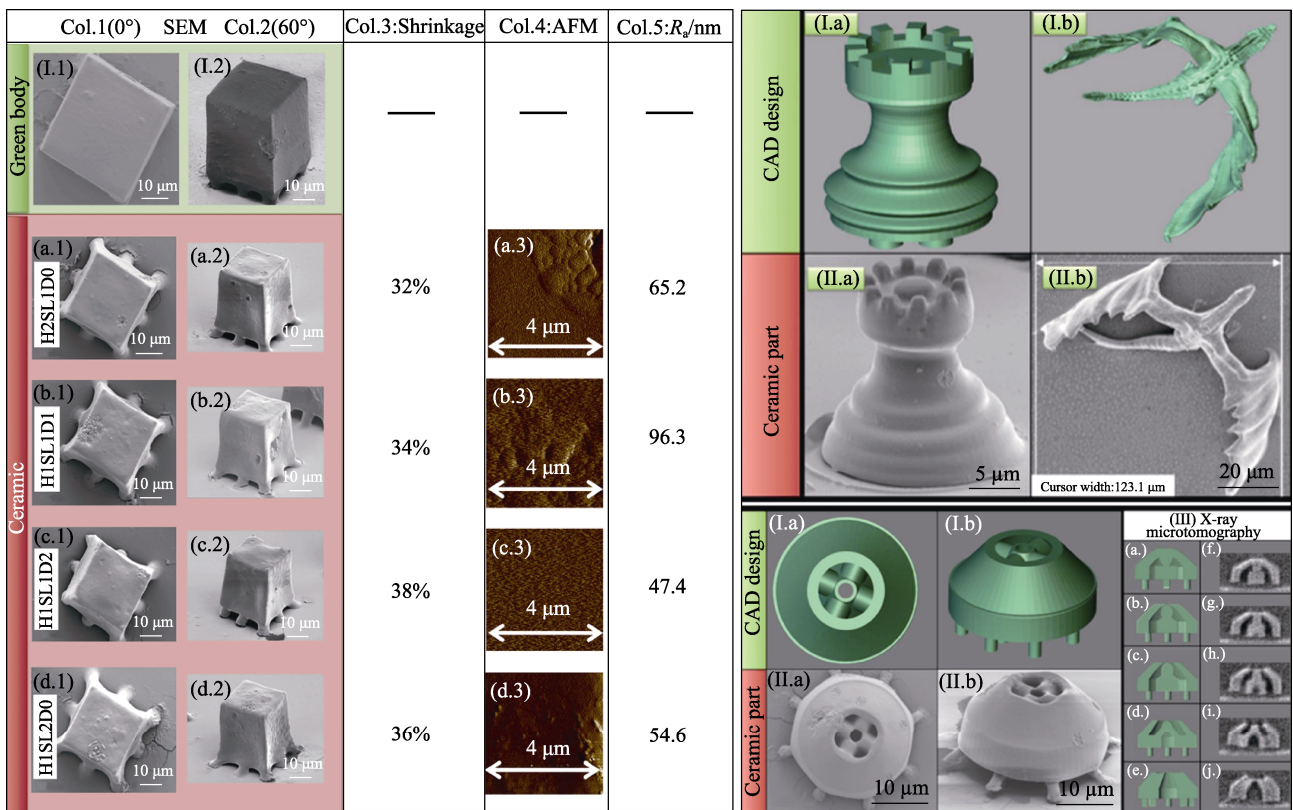 Col.1(0°) SEM Col.2(60°) Col.3:Shrinkage Col.4:AFM Col.5:Ra/nm
Green body
(I.1) (I.2)
10 μm 10 μm
Ceramic
H2SL1D0
(a.1) (a.2) 32% (a.3) 65.2
4 μm
10 μm 10 μm
H1SL1D1
(b.1) (b.2) 34% (b.3) 96.3
4 μm
10 μm 10 μm
H1SL1D2
(c.1) (c.2) 38% (c.3) 47.4
4 μm
10 μm 10 μm
H1SL2D0
(d.1) (d.2) 36% (d.3) 54.6
4 μm
10 μm 10 μm
CAD design
(I.a) (I.b)
Ceramic part
(II.a) (II.b)
5 μm 20 μm
Cursor width:123.1 μm
CAD design
(I.a) (I.b)
Ceramic part
(II.a) (II.b)
10 μm 10 μm
(III) X-ray
microtomography
(a.) (f.)
(b.) (g.)
(c.) (h.)
(d.) (i.)
(e.) (j.)